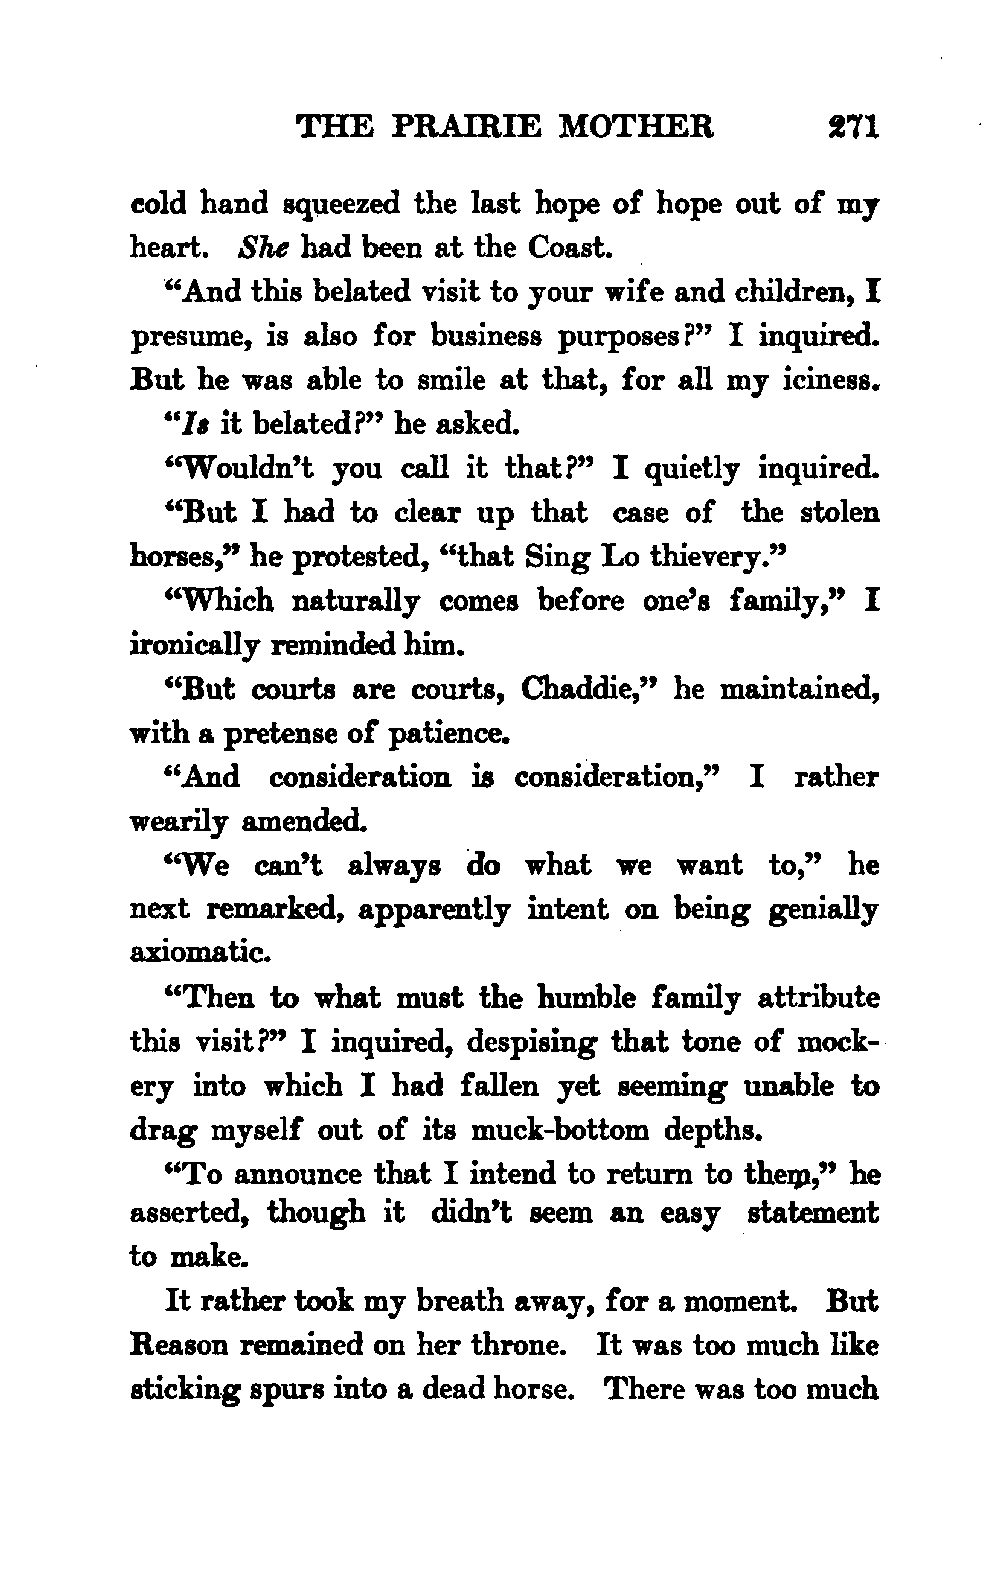 THE PRAIRIE MOTHER 271
cold hand squeezed the last hope of hope out of my
heart. She had been at the Coast.
“And this belated visit to your wife and children, I
presume, is also for business purposes?” I inquired.
But he was able to smile at that, for all my iciness.
“Is it belated?” he asked.
“Wouldn’t you call it that?” I quietly inquired.
“But I had to clear up that case of the stolen
horses,” he protested, “that Sing Lo thievery.”
“Which naturally comes before one’s family,” I
ironically reminded him.
“But courts are courts, Chaddie,” he maintained,
with a pretense of patience.
“And consideration is consideration,” I rather
wearily amended.
“We can’t always do what we want to,” he
next remarked, apparently intent on being genially
axiomatic.
“Then to what must the humble family attribute
this visit?” I inquired, despising that tone of mock-
ery into which I had fallen yet seeming unable to
drag myself out of its muck-bottom depths.
“To announce that I intend to return to them,” he
asserted, though it didn’t seem an easy statement
to make.
It rather took my breath away, for a moment. But
Reason remained on her throne. It was too much like
sticking spurs into a dead horse. There was too much